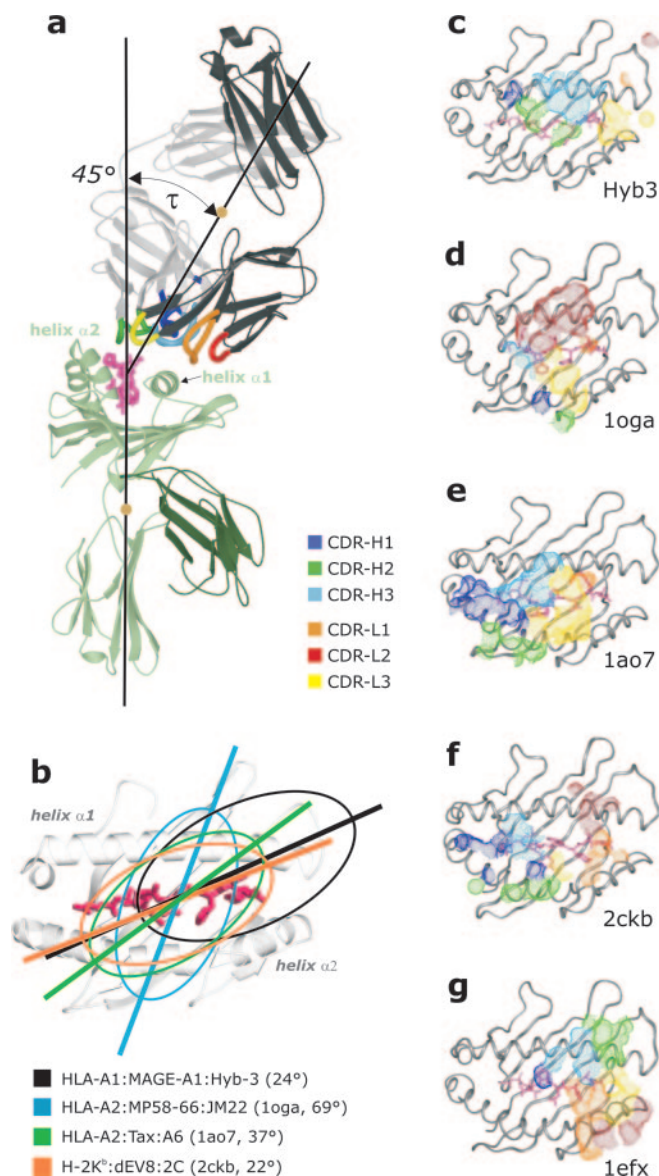 a
45°
τ
helix α2
helix α1
CDR-H1
CDR-H2
CDR-H3
CDR-L1
CDR-L2
CDR-L3
b
helix α1
helix α2
HLA-A1:MAGE-A1:Hyb-3 (24°)
HLA-A2:MP58-66:JM22 (1oga, 69°)
HLA-A2:Tax:A6 (1ao7, 37°)
H-2Kᵇ:dEV8:2C (2ckb, 22°)
c
Hyb3
d
1oga
e
1ao7
f
2ckb
g
1efx